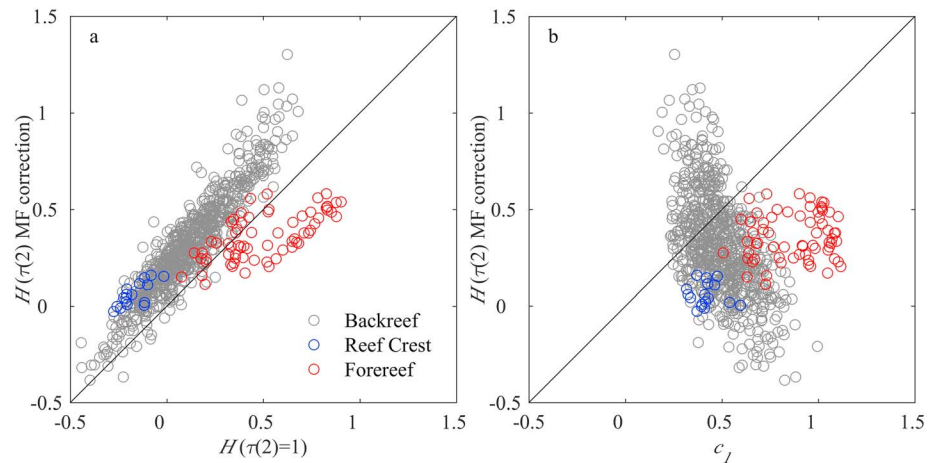 a
1.5
1
0.5
0
-0.5
H(τ(2) MF correction)
-0.5 0 0.5 1 1.5
H(τ(2)=1)
Backreef
Reef Crest
Forereef
b
1.5
1
0.5
0
-0.5
H(τ(2) MF correction)
-0.5 0 0.5 1 1.5
c1